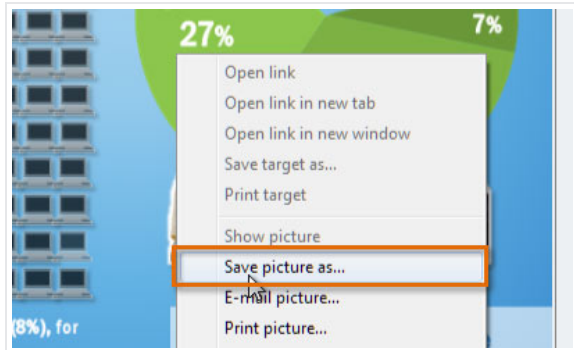 27%
7%
Open link
Open link in new tab
Open link in new window
Save target as...
Print target
Show picture
Save picture as...
E-mail picture...
Print picture...
(8%), for